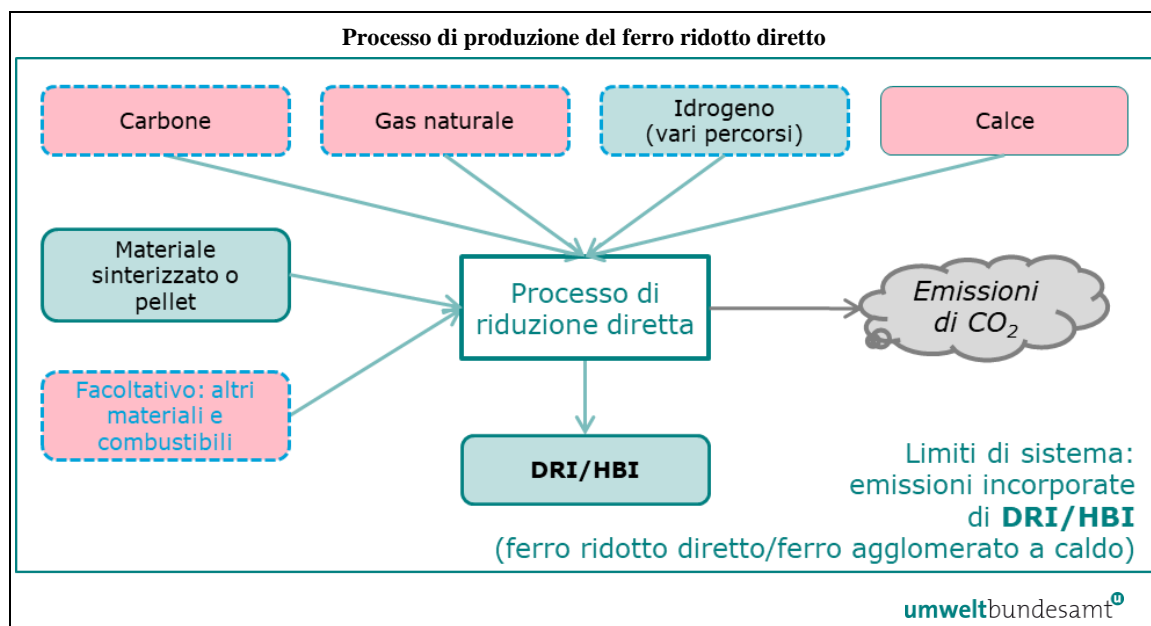 Processo di produzione del ferro ridotto diretto
Carbone
Gas naturale
Idrogeno
(vari percorsi)
Calce
Materiale
sinterizzato o
pellet
Processo di
riduzione diretta
Emissioni
di CO₂
Facoltativo: altri
materiali e
combustibili
DRI/HBI
Limiti di sistema:
emissioni incorporate
di DRI/HBI
(ferro ridotto diretto/ferro agglomerato a caldo)
umweltbundesamt
u